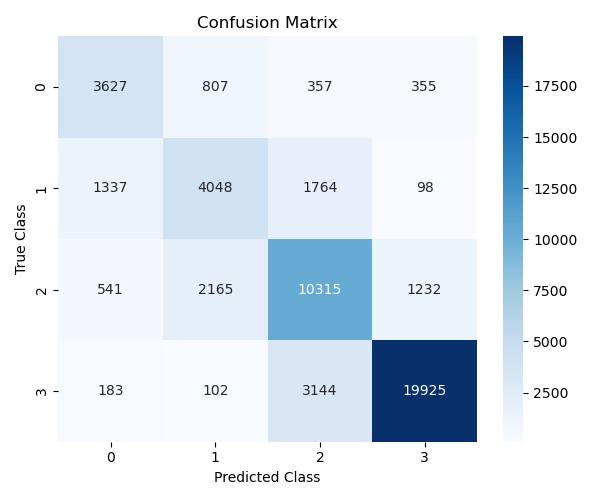 Confusion Matrix
True Class
0 3627 807 357 355
1 1337 4048 1764 98
2 541 2165 10315 1232
3 183 102 3144 19925
0 1 2 3
Predicted Class
17500
15000
12500
10000
7500
5000
2500